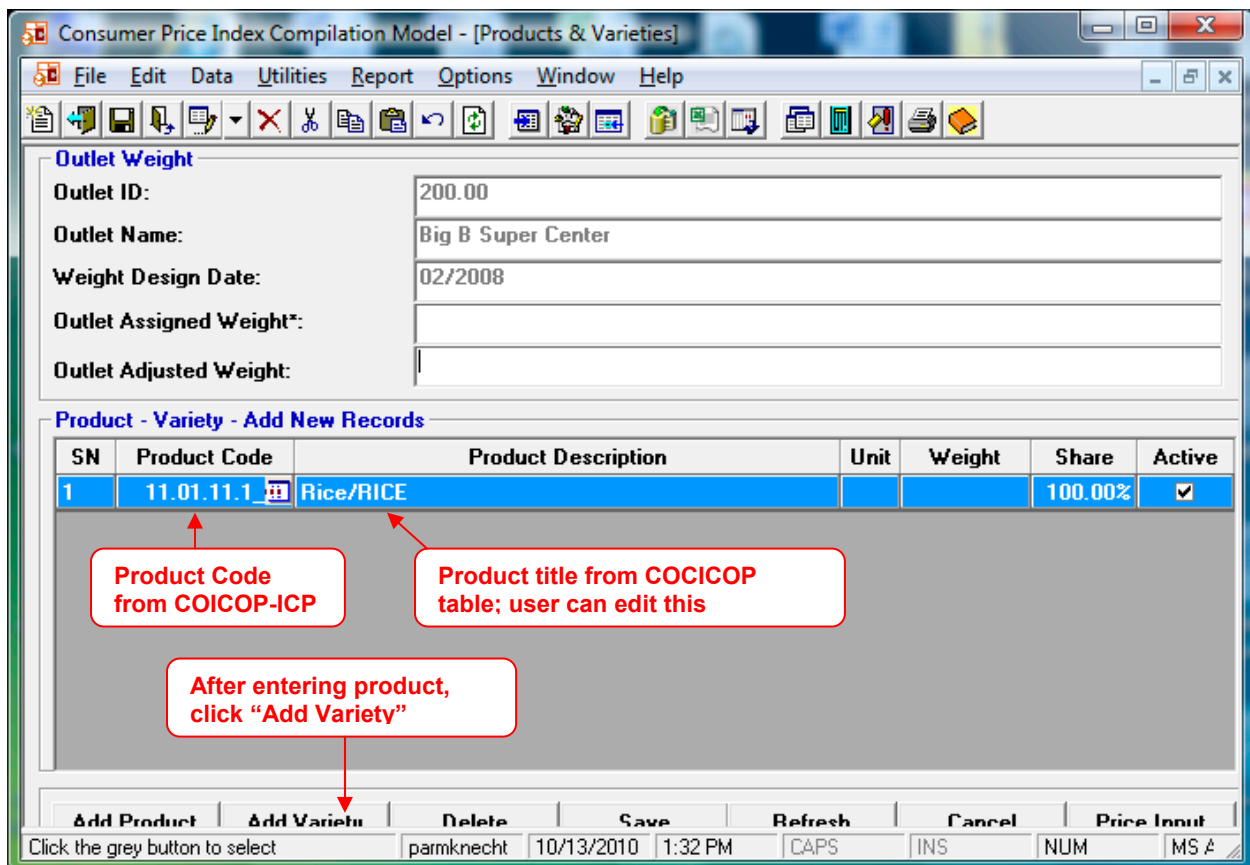 Consumer Price Index Compilation Model - [Products & Varieties]
File Edit Data Utilities Report Options Window Help
Outlet Weight
Outlet ID: 200.00
Outlet Name: Big B Super Center
Weight Design Date: 02/2008
Outlet Assigned Weight*:
Outlet Adjusted Weight:
Product - Variety - Add New Records
SN Product Code Product Description Unit Weight Share Active
1 11.01.11.1_ Rice/RICE 100.00%
Product Code
from COICOP-ICP
Product title from COCICOP
table; user can edit this
After entering product,
click “Add Variety”
Add Product Add Variety Delete Save Refresh Cancel Price Input
Click the grey button to select parmknecht 10/13/2010 1:32 PM CAPS INS NUM MS